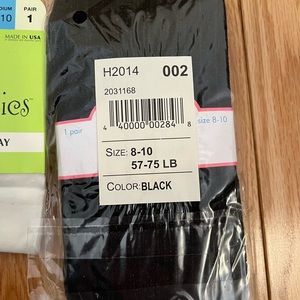 PAIR
10
1
MADE IN USA
ics™
AY
H2014 002
2031168
4 40000 00284 8
SIZE: 8-10
57-75 LB
COLOR: BLACK
1 pair
size 8-10